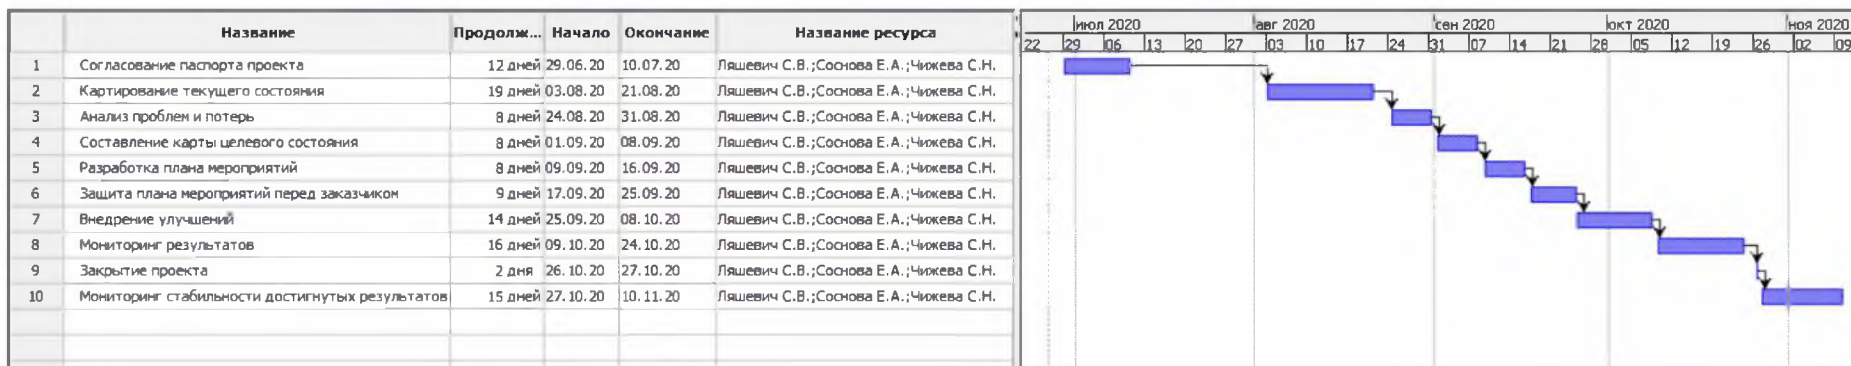 Название Продолж... Начало Окончание Название ресурса
июл 2020 авг 2020 сен 2020 окт 2020 ноя 2020
22 29 06 13 20 27 03 10 17 24 31 07 14 21 28 05 12 19 26 02 09
1 Согласование паспорта проекта 12 дней 29.06.20 10.07.20 Ляшевич С.В.;Соснова Е.А.;Чижева С.Н.
2 Картирование текущего состояния 19 дней 03.08.20 21.08.20 Ляшевич С.В.;Соснова Е.А.;Чижева С.Н.
3 Анализ проблем и потерь 8 дней 24.08.20 31.08.20 Ляшевич С.В.;Соснова Е.А.;Чижева С.Н.
4 Составление карты целевого состояния 8 дней 01.09.20 08.09.20 Ляшевич С.В.;Соснова Е.А.;Чижева С.Н.
5 Разработка плана мероприятий 8 дней 09.09.20 16.09.20 Ляшевич С.В.;Соснова Е.А.;Чижева С.Н.
6 Защита плана мероприятий перед заказчиком 9 дней 17.09.20 25.09.20 Ляшевич С.В.;Соснова Е.А.;Чижева С.Н.
7 Внедрение улучшений 14 дней 25.09.20 08.10.20 Ляшевич С.В.;Соснова Е.А.;Чижева С.Н.
8 Мониторинг результатов 16 дней 09.10.20 24.10.20 Ляшевич С.В.;Соснова Е.А.;Чижева С.Н.
9 Закрытие проекта 2 дня 26.10.20 27.10.20 Ляшевич С.В.;Соснова Е.А.;Чижева С.Н.
10 Мониторинг стабильности достигнутых результатов 15 дней 27.10.20 10.11.20 Ляшевич С.В.;Соснова Е.А.;Чижева С.Н.